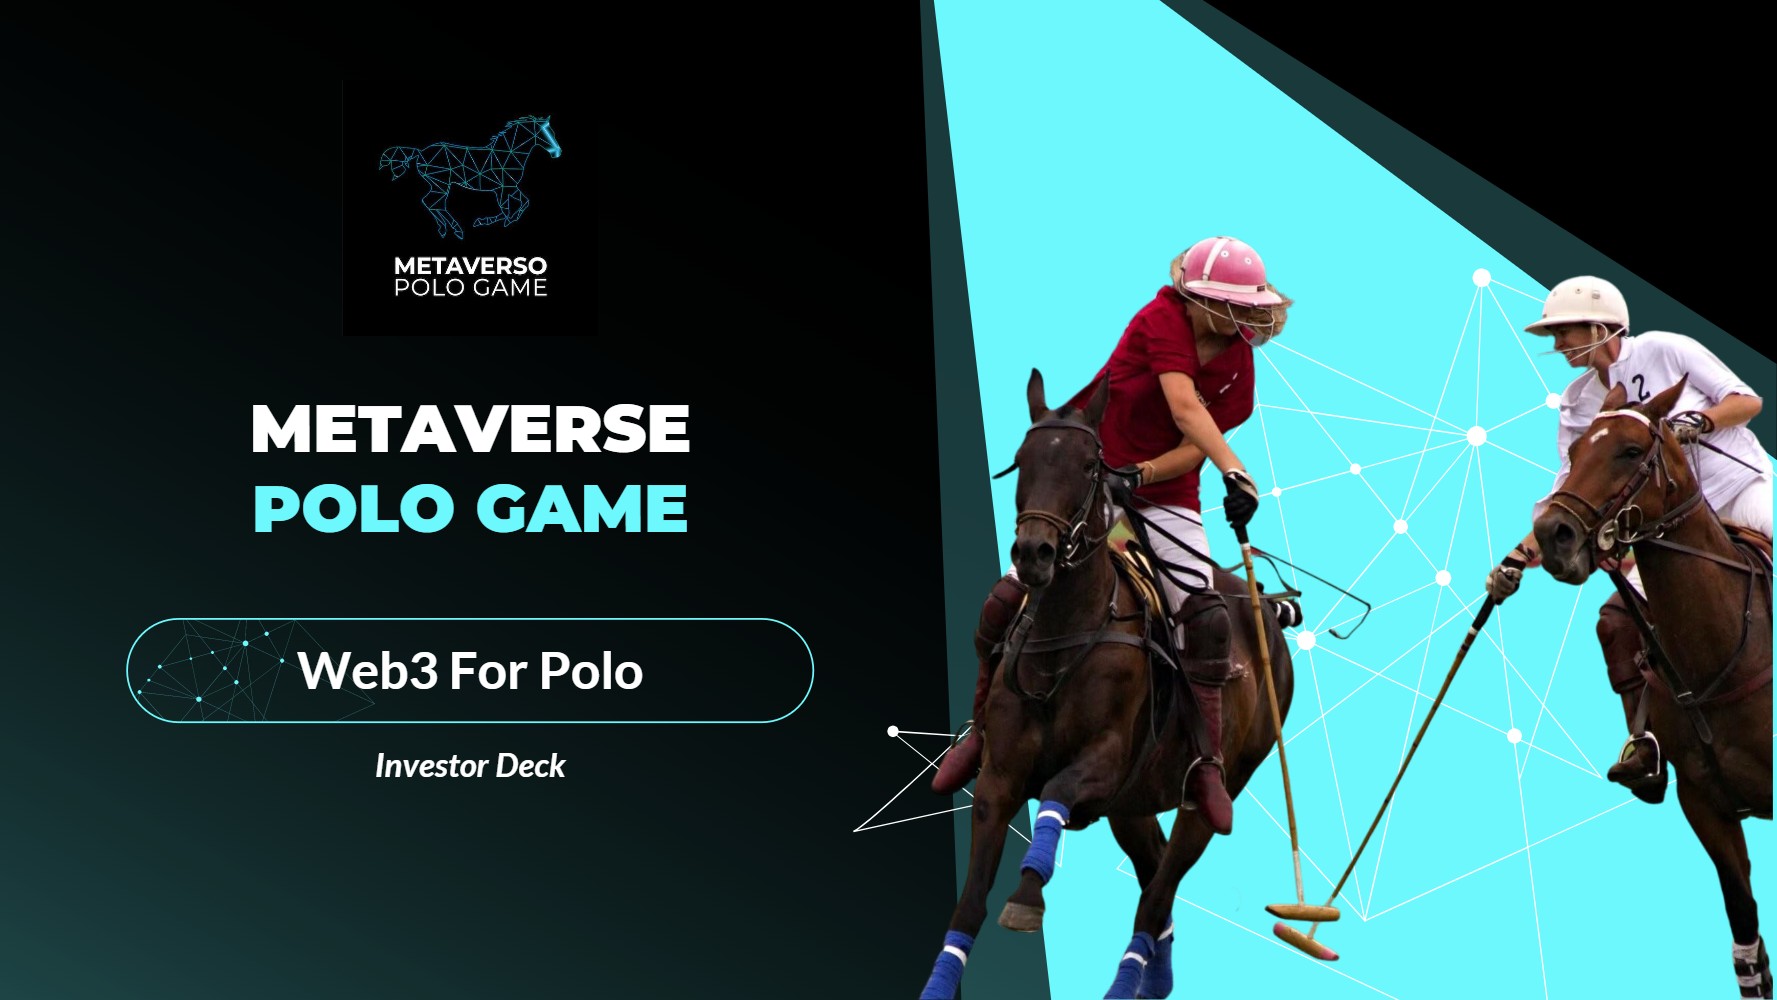 METAVERSO
POLO GAME
METAVERSE
POLO GAME
Web3 For Polo
Investor Deck
2